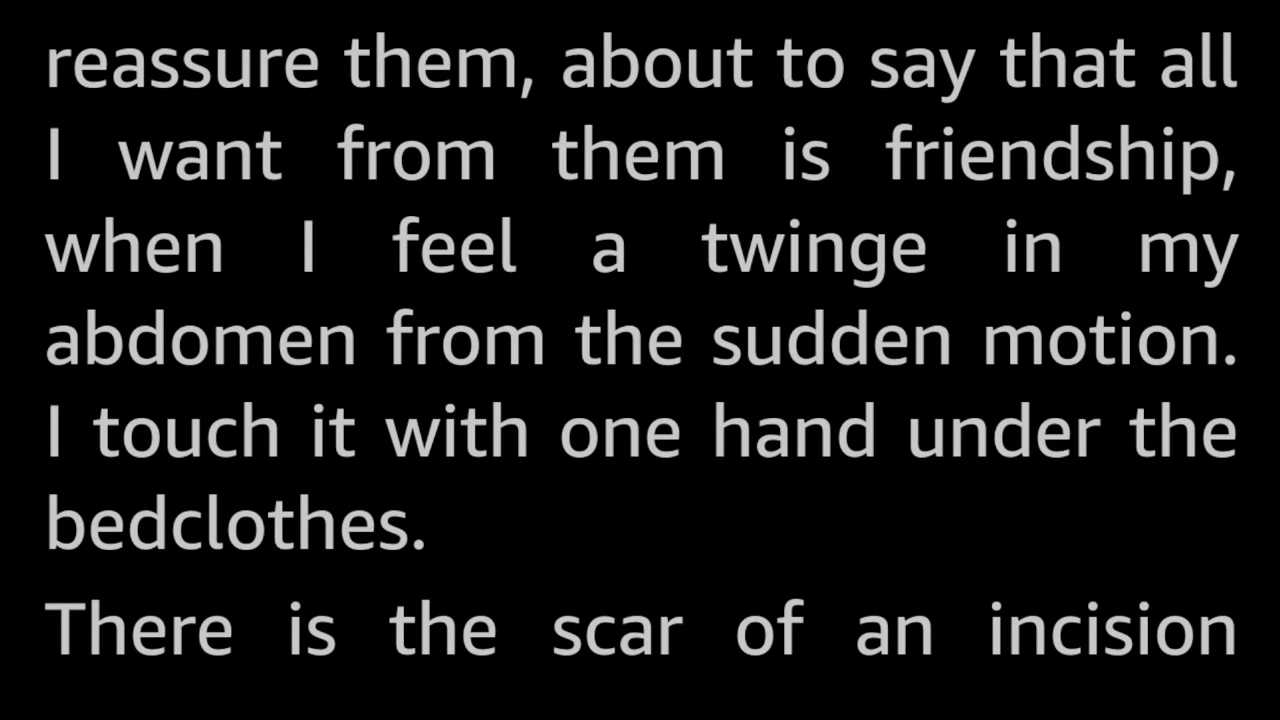 reassure them, about to say that all
I want from them is friendship,
when I feel a twinge in my
abdomen from the sudden motion.
I touch it with one hand under the
bedclothes.
There is the scar of an incision